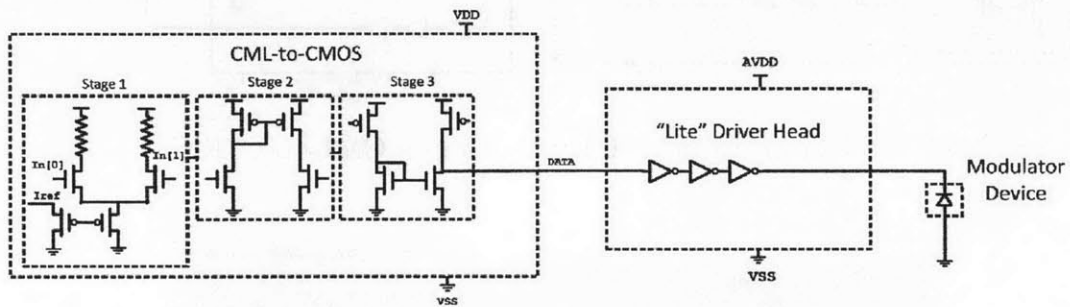 VDD
CML-to-CMOS
Stage 1
Stage 2
Stage 3
In[0]
In[1]
Iref
VSS
DATA
AVDD
"Lite" Driver Head
VSS
Modulator
Device